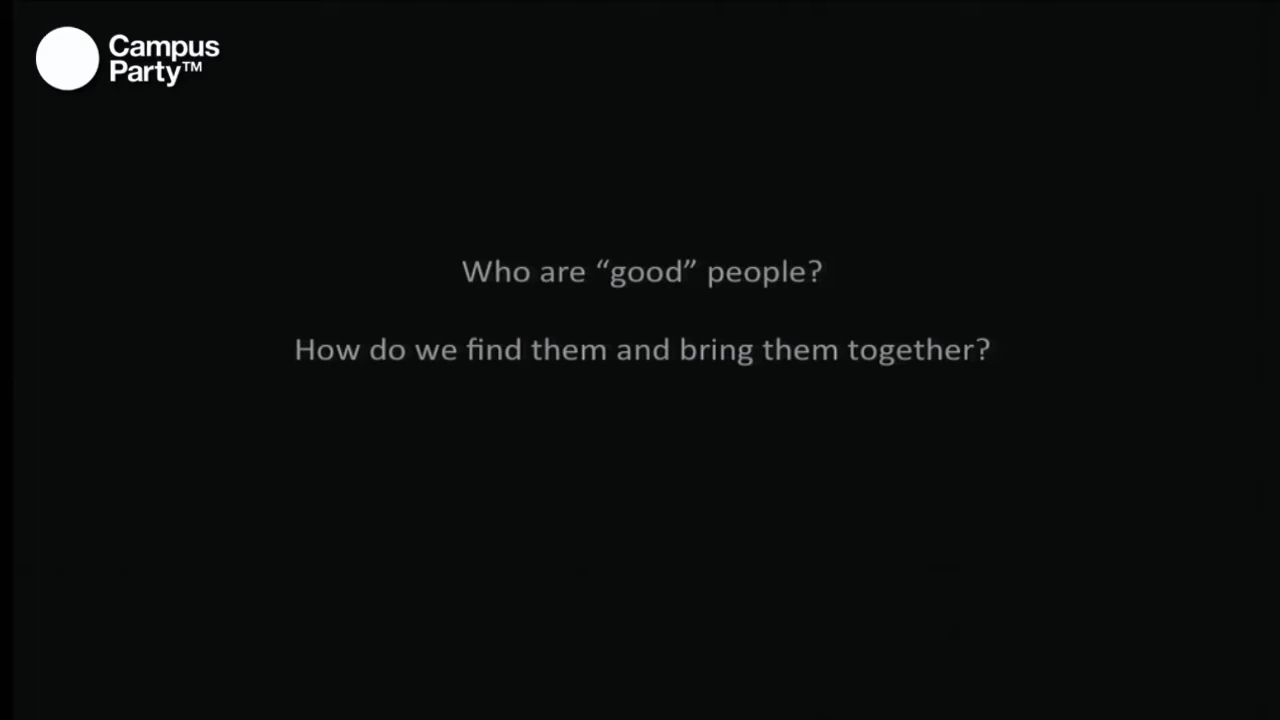 Campus
Party™
Who are “good” people?
How do we find them and bring them together?